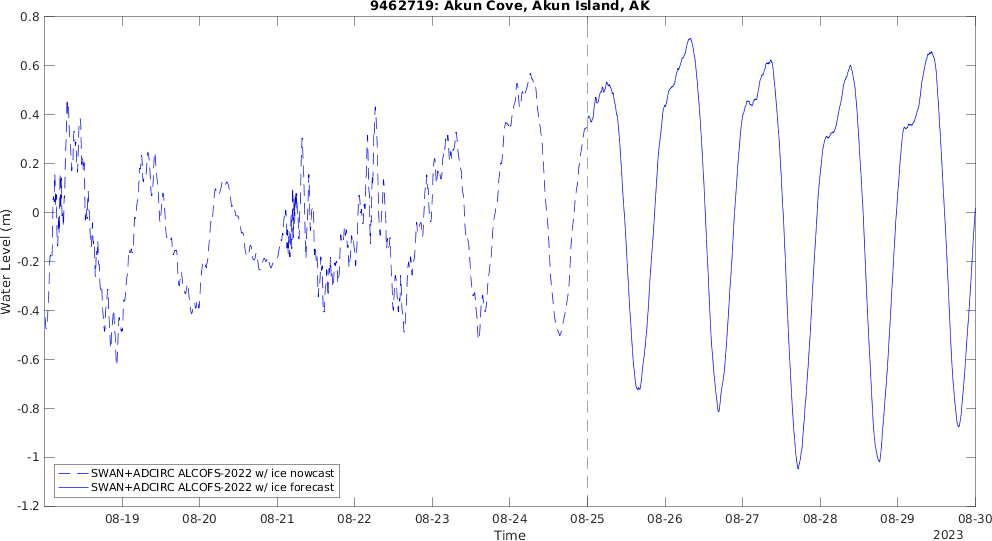 9462719: Akun Cove, Akun Island, AK
0.8
0.6
0.4
0.2
0
-0.2
-0.4
-0.6
-0.8
-1
-1.2
Water Level (m)
SWAN+ADCIRC ALCOFS-2022 w/ ice nowcast
SWAN+ADCIRC ALCOFS-2022 w/ ice forecast
08-19 08-20 08-21 08-22 08-23 08-24 08-25 08-26 08-27 08-28 08-29 08-30
Time
2023